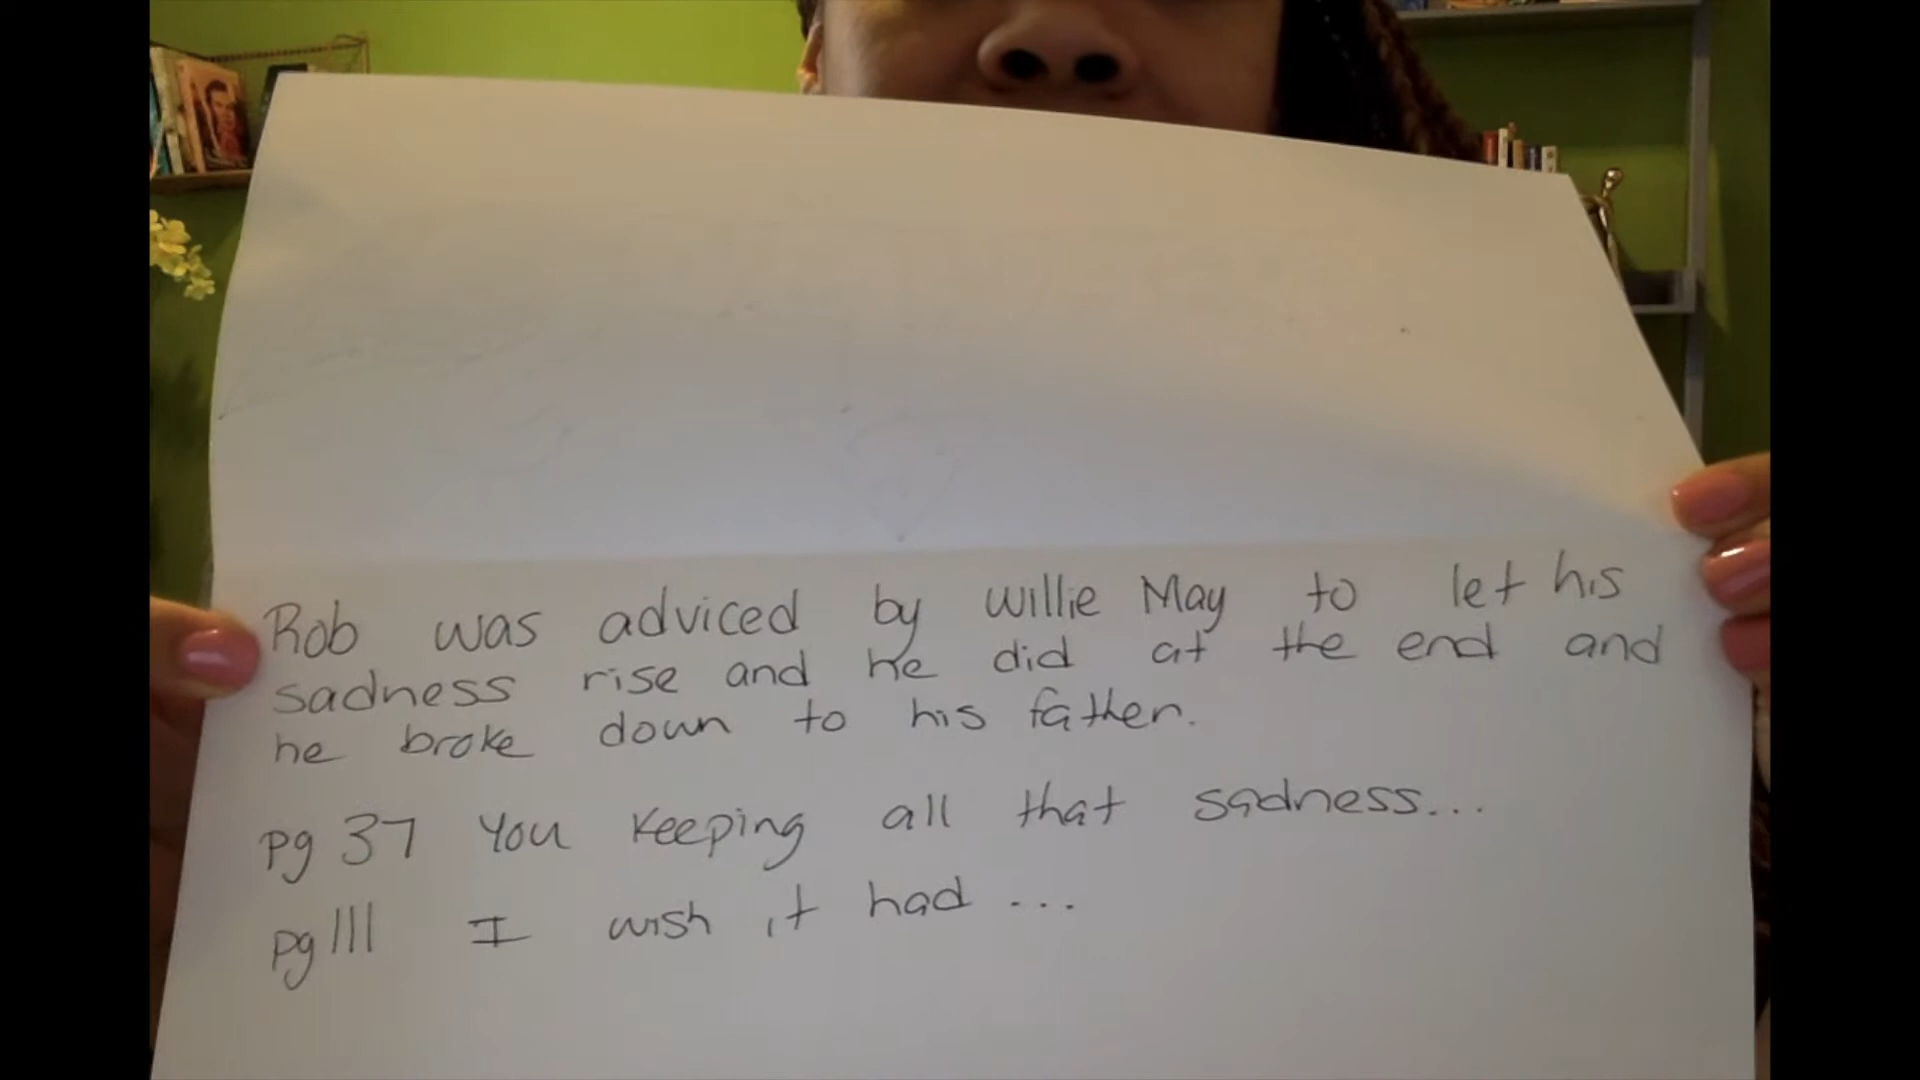 Rob was adviced by Willie May to let his
sadness rise and he did at the end and
he broke down to his father.
pg 37 You keeping all that sadness...
pg 111 I wish it had ...